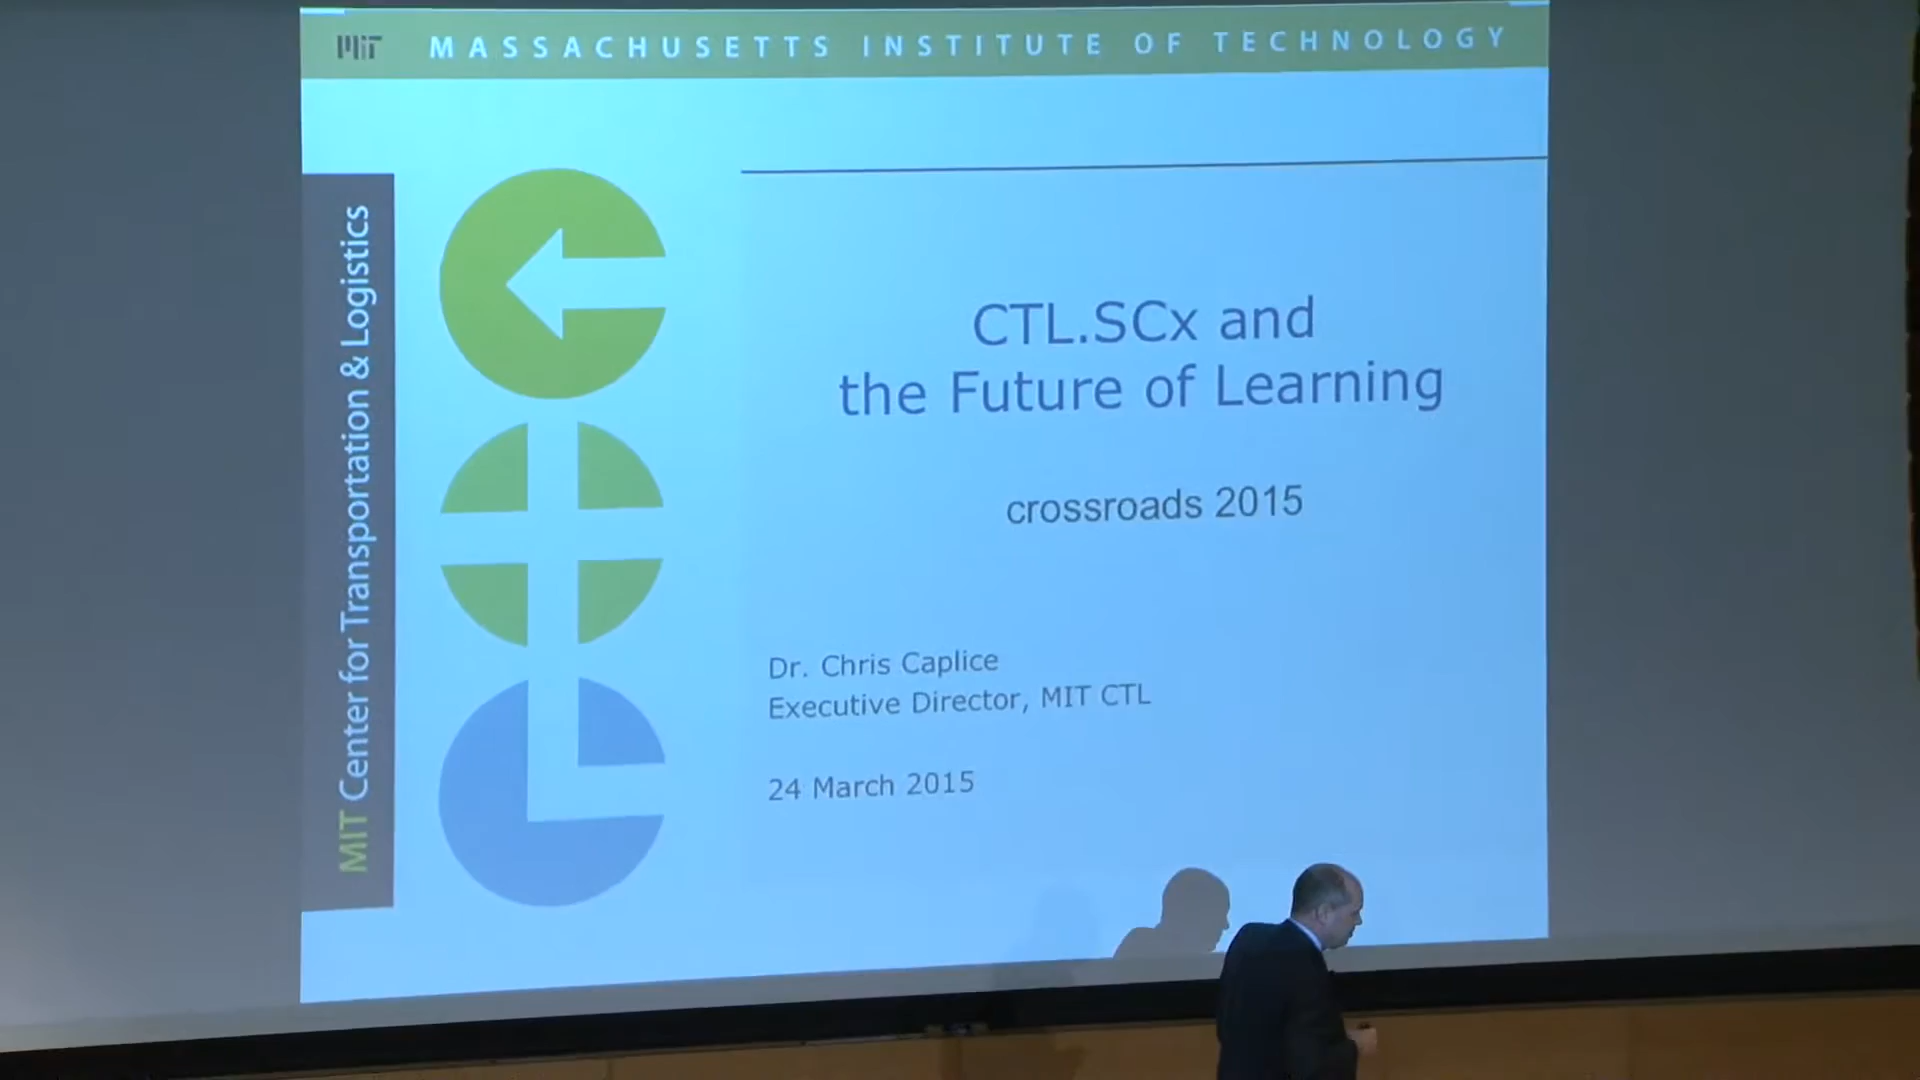 MIT MASSACHUSETTS INSTITUTE OF TECHNOLOGY
MIT Center for Transportation & Logistics
CTL.SCx and
the Future of Learning
crossroads 2015
Dr. Chris Caplice
Executive Director, MIT CTL
24 March 2015